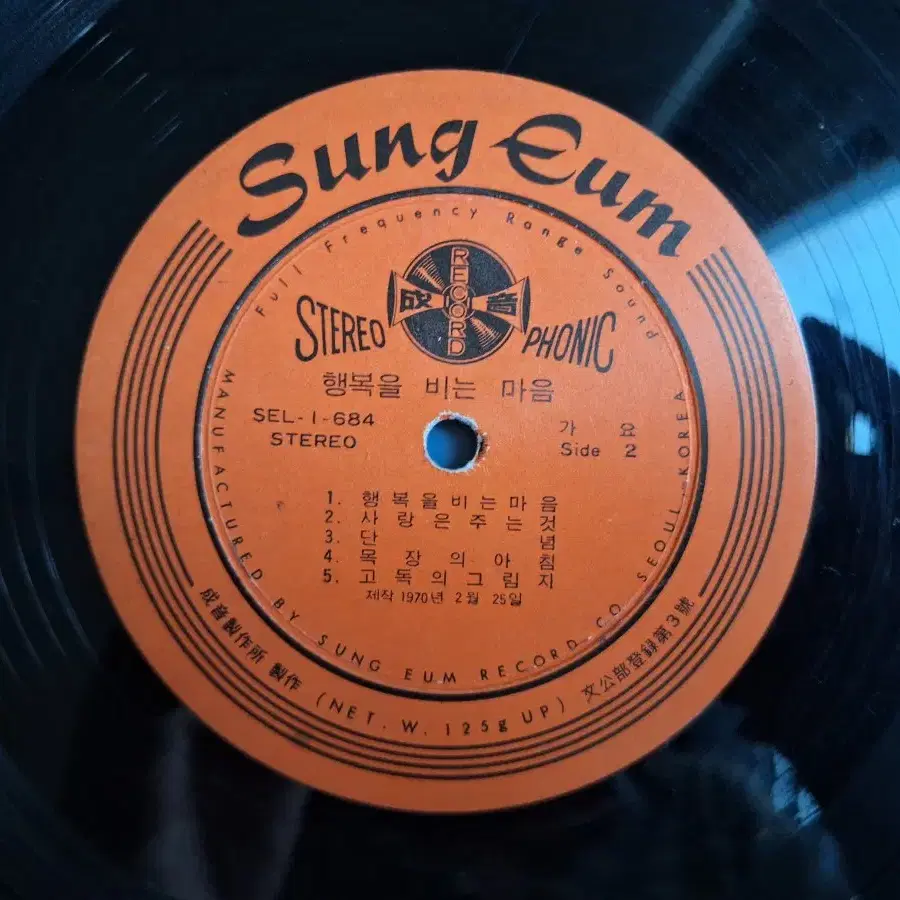 Sung Eum
Full Frequency Range Sound
RECORD
成音
STEREO PHONIC
행복을 비는 마음
SEL-1-684
STEREO
가요
Side 2
1. 행복을비는마음
2. 사랑은주는것
3. 단념
4. 목장의아침
5. 고독의그림자
제작 1970년 2월 25일
MANUFACTURED BY SUNG EUM RECORD CO. SEOUL-KOREA
成音製作所 製作 (NET. W. 125g UP) 文公部登録第3號